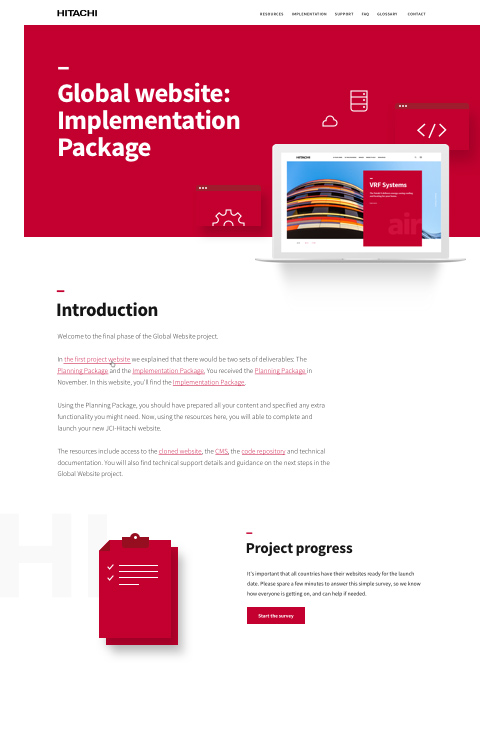 HITACHI
RESOURCES IMPLEMENTATION SUPPORT FAQ GLOSSARY CONTACT
Global website:
Implementation
Package
HITACHI
VRF Systems
air
Introduction
Welcome to the final phase of the Global Website project.
In the first project website we explained that there would be two sets of deliverables: The
Planning Package and the Implementation Package. You received the Planning Package in
November. In this website, you'll find the Implementation Package.
Using the Planning Package, you should have prepared all your content and specified any extra
functionality you might need. Now, using the resources here, you will able to complete and
launch your new JCI-Hitachi website.
The resources include access to the cloned website, the CMS, the code repository and technical
documentation. You will also find technical support details and guidance on the next steps in the
Global Website project.
HI
Project progress
It's important that all countries have their websites ready for the launch
date. Please spare a few minutes to answer this simple survey, so we know
how everyone is getting on, and can help if needed.
Start the survey